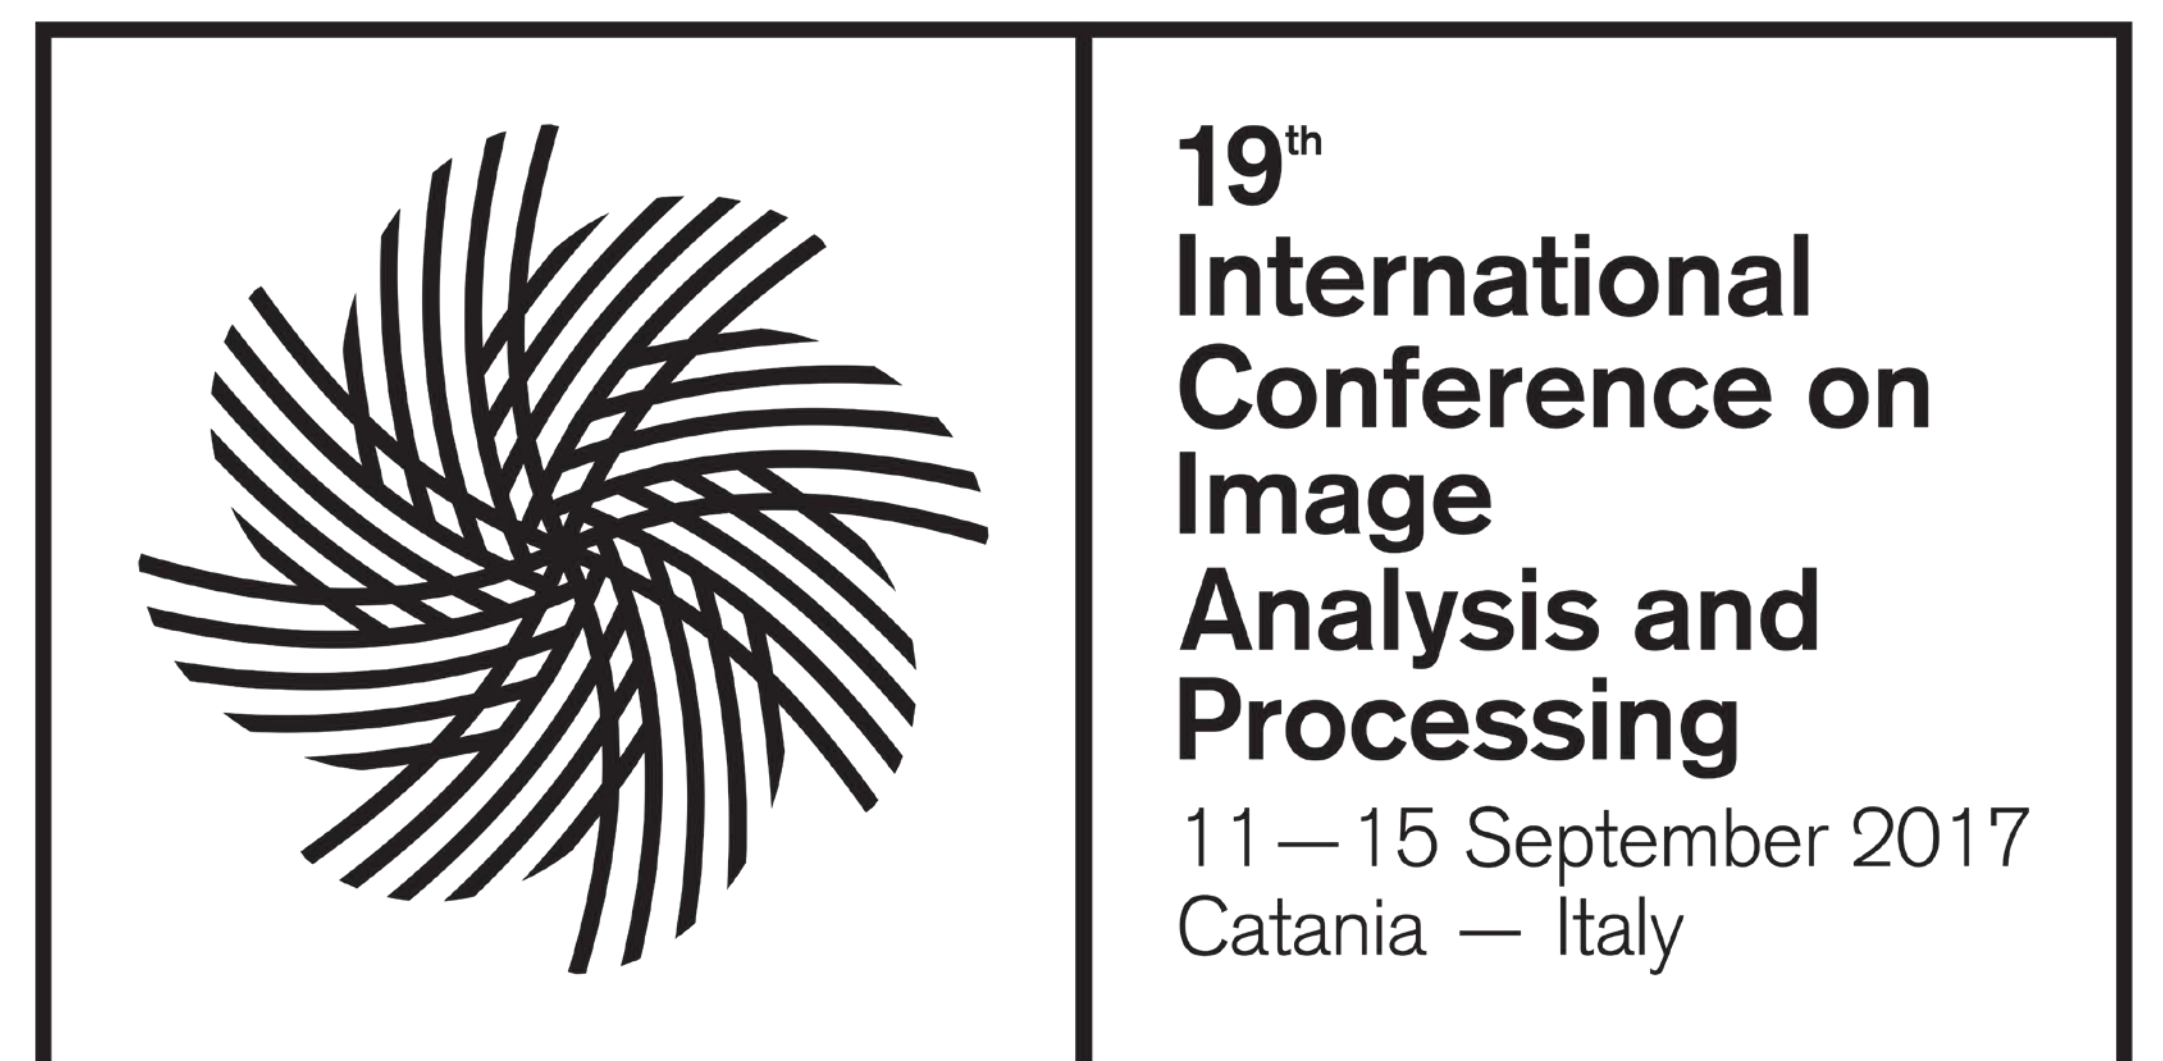 19th
International
Conference on
Image
Analysis and
Processing
11 — 15 September 2017
Catania — Italy